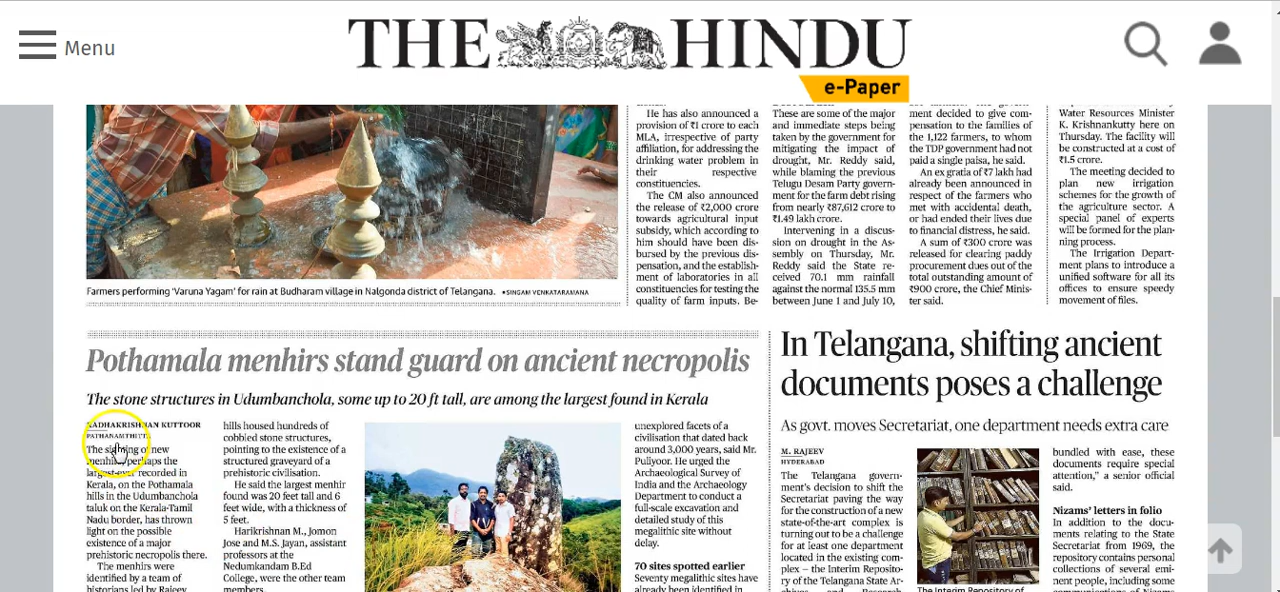 Menu
THE HINDU
e-Paper
Farmers performing ‘Varuna Yagam’ for rain at Budharam village in Nalgonda district of Telangana. •SINGAM VENKATARAMANA
He has also announced a
provision of ₹1 crore to each
MLA, irrespective of party
affiliation, for addressing the
drinking water problem in
their respective
constituencies.
The CM also announced
the release of ₹2,000 crore
towards agricultural input
subsidy, which according to
him should have been dis-
bursed by the previous dis-
pensation, and the establish-
ment of laboratories in all
constituencies for testing the
quality of farm inputs. Be-
These are some of the major
and immediate steps being
taken by the government for
mitigating the impact of
drought, Mr. Reddy said,
while blaming the previous
Telugu Desam Party govern-
ment for the farm debt rising
from nearly ₹87,612 crore to
₹1.49 lakh crore.
Intervening in a discus-
sion on drought in the As-
sembly on Thursday, Mr.
Reddy said the State re-
ceived 70.1 mm rainfall
against the normal 135.5 mm
between June 1 and July 10,
ment decided to give com-
pensation to the families of
the 1,122 farmers, to whom
the TDP government had not
paid a single paisa, he said.
An ex gratia of ₹7 lakh had
already been announced in
respect of the farmers who
met with accidental death,
or had ended their lives due
to financial distress, he said.
A sum of ₹300 crore was
released for clearing paddy
procurement dues out of the
total outstanding amount of
₹900 crore, the Chief Minis-
ter said.
Water Resources Minister
K. Krishnankutty here on
Thursday. The facility will
be constructed at a cost of
₹1.5 crore.
The meeting decided to
plan new irrigation
schemes for the growth of
the agriculture sector. A
special panel of experts
will be formed for the plan-
ning process.
The Irrigation Depart-
ment plans to introduce a
unified software for all its
offices to ensure speedy
movement of files.
Pothamala menhirs stand guard on ancient necropolis
The stone structures in Udumbanchola, some up to 20 ft tall, are among the largest found in Kerala
RADHAKRISHNAN KUTTOOR
PATHANAMTHITTA
The of new
menhirs, perhaps the
largest-ever recorded in
Kerala, on the Pothamala
hills in the Udumbanchola
taluk on the Kerala-Tamil
Nadu border, has thrown
light on the possible
existence of a major
prehistoric necropolis there.
The menhirs were
identified by a team of
historians led by Rajeev
hills housed hundreds of
cobbled stone structures,
pointing to the existence of a
structured graveyard of a
prehistoric civilisation.
He said the largest menhir
found was 20 feet tall and 6
feet wide, with a thickness of
5 feet.
Harikrishnan M., Jomon
Jose and M.S. Jayan, assistant
professors at the
Nedumkandam B.Ed
College, were the other team
members.
unexplored facets of a
civilisation that dated back
around 3,000 years, said Mr.
Puliyoor. He urged the
Archaeological Survey of
India and the Archaeology
Department to conduct a
full-scale excavation and
detailed study of this
megalithic site without
delay.
70 sites spotted earlier
Seventy megalithic sites have
already been identified in
In Telangana, shifting ancient
documents poses a challenge
As govt. moves Secretariat, one department needs extra care
M. RAJEEV
HYDERABAD
The Telangana govern-
ment’s decision to shift the
Secretariat paving the way
for the construction of a new
state-of-the-art complex is
turning out to be a challenge
for at least one department
located in the existing com-
plex – the Interim Reposito-
ry of the Telangana State Ar-
chives and Research
The Interim Repository of
bundled with ease, these
documents require special
attention,” a senior official
said.
Nizams’ letters in folio
In addition to the docu-
ments relating to the State
Secretariat from 1969, the
repository contains personal
collections of several emi-
nent people, including some
communications of Nizams